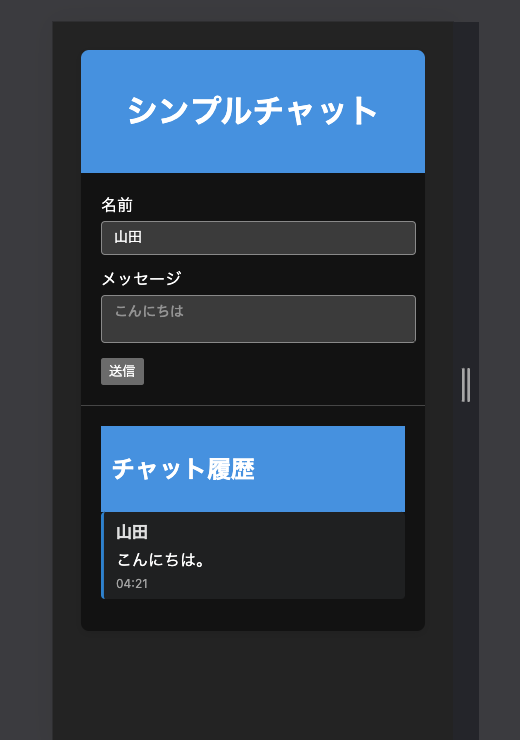 シンプルチャット
名前
山田
メッセージ
こんにちは
送信
チャット履歴
山田
こんにちは。
04:21